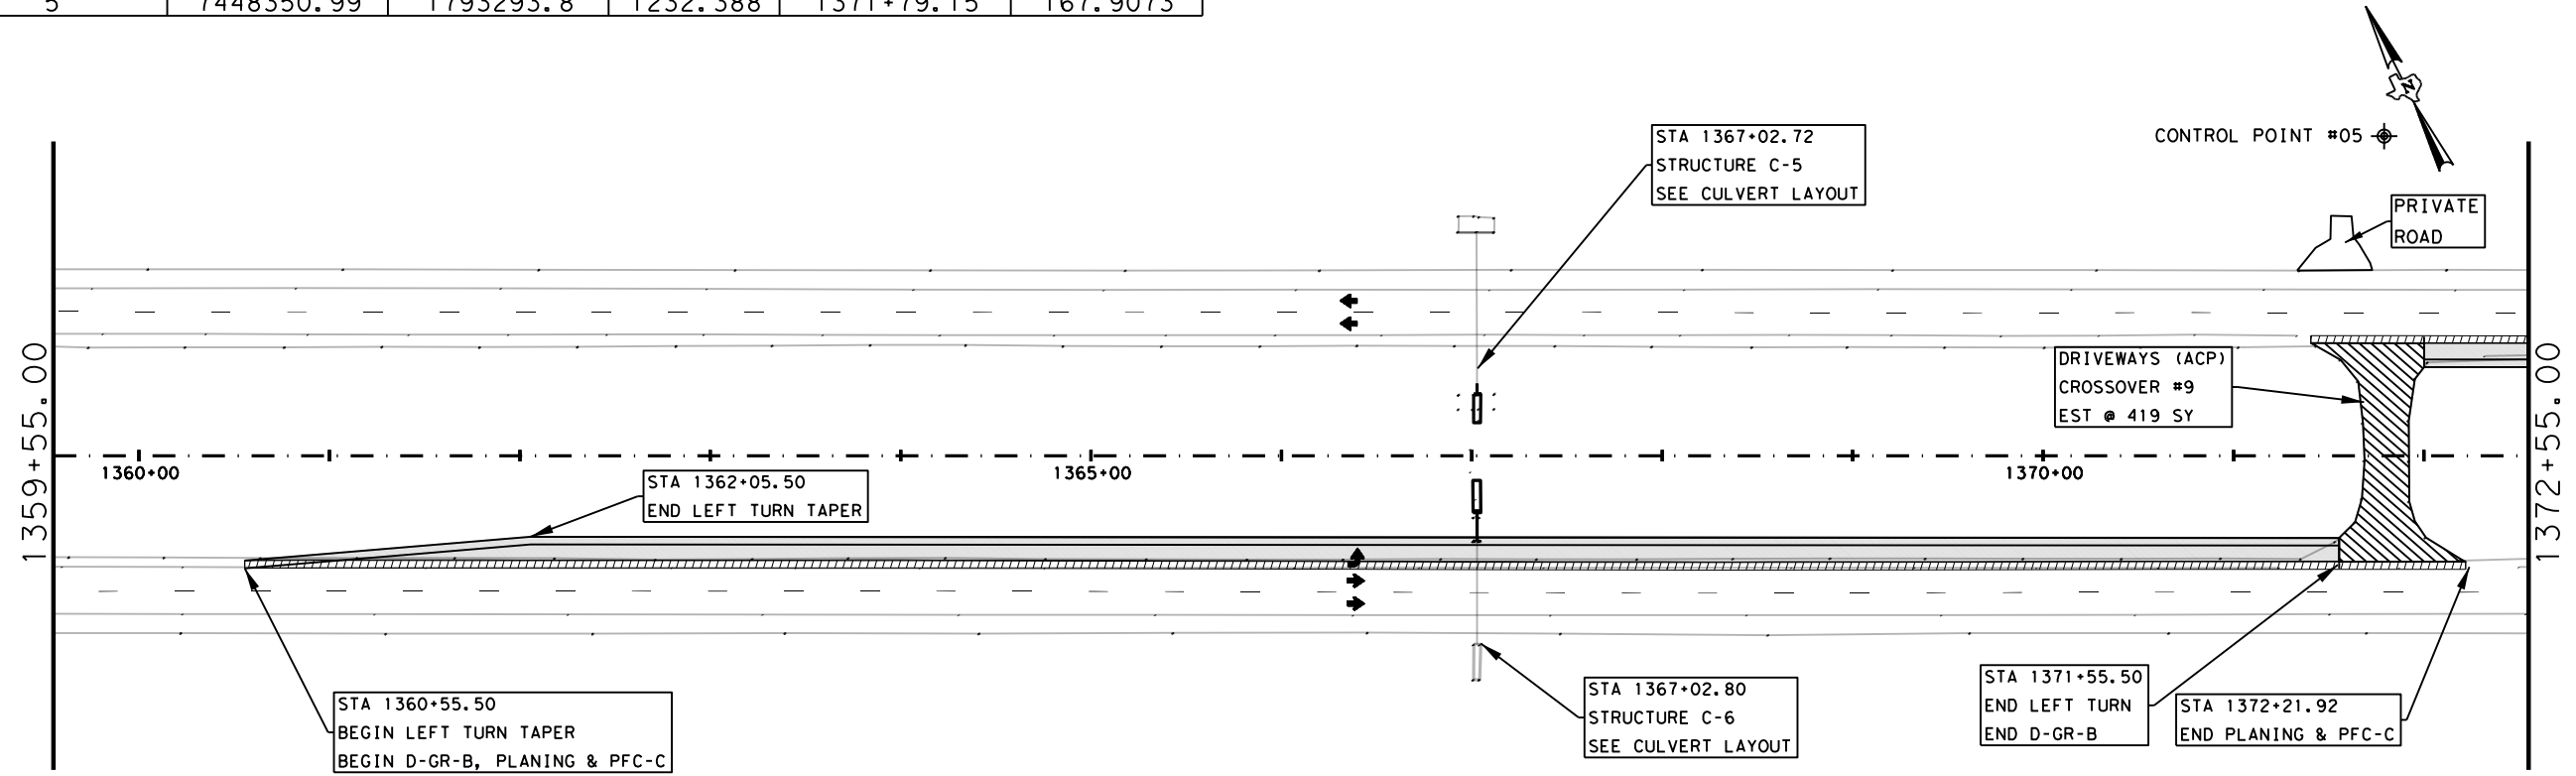 5 7448350.99 1793293.8 1232.388 1371+79.15 167.9073
N
CONTROL POINT #05
STA 1367+02.72
STRUCTURE C-5
SEE CULVERT LAYOUT
PRIVATE
ROAD
DRIVEWAYS (ACP)
CROSSOVER #9
EST @ 419 SY
1359+55.00
1372+55.00
1360+00
1365+00
1370+00
STA 1362+05.50
END LEFT TURN TAPER
STA 1360+55.50
BEGIN LEFT TURN TAPER
BEGIN D-GR-B, PLANING & PFC-C
STA 1367+02.80
STRUCTURE C-6
SEE CULVERT LAYOUT
STA 1371+55.50
END LEFT TURN
END D-GR-B
STA 1372+21.92
END PLANING & PFC-C